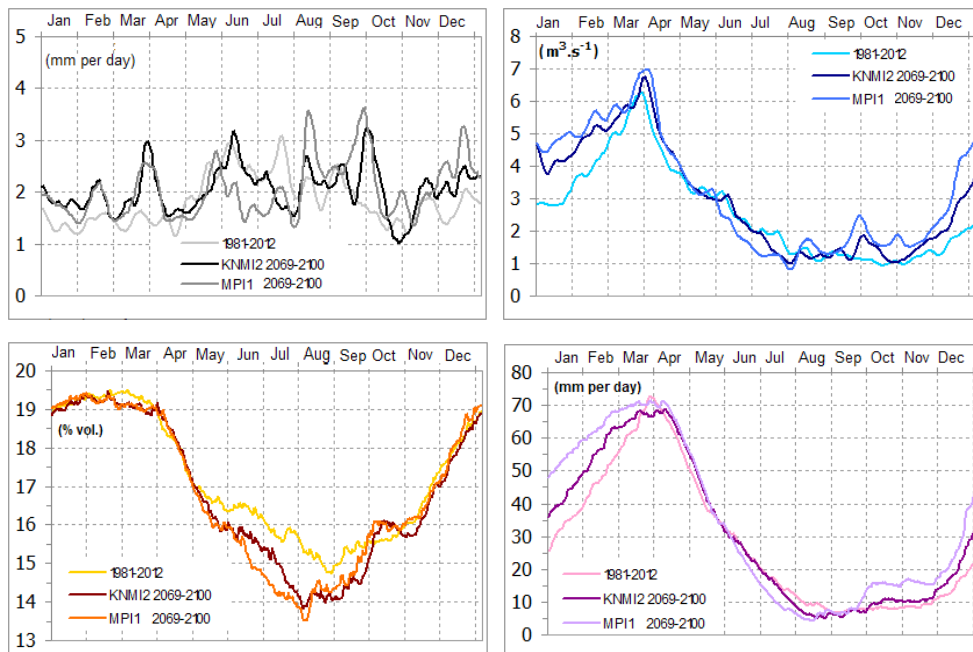 Jan Feb Mar Apr May Jun Jul Aug Sep Oct Nov Dec
5
(mm per day)
4
3
2
1
0
1981-2012
KNMI2 2069-2100
MPI1 2069-2100
Jan Feb Mar Apr May Jun Jul Aug Sep Oct Nov Dec
8
(m³.s⁻¹)
7
6
5
4
3
2
1
0
1981-2012
KNMI2 2069-2100
MPI1 2069-2100
Jan Feb Mar Apr May Jun Jul Aug Sep Oct Nov Dec
20
19
(% vol.)
18
17
16
15
14
13
1981-2012
KNMI2 2069-2100
MPI1 2069-2100
Jan Feb Mar Apr May Jun Jul Aug Sep Oct Nov Dec
80
(mm per day)
70
60
50
40
30
20
10
0
1981-2012
KNMI2 2069-2100
MPI1 2069-2100